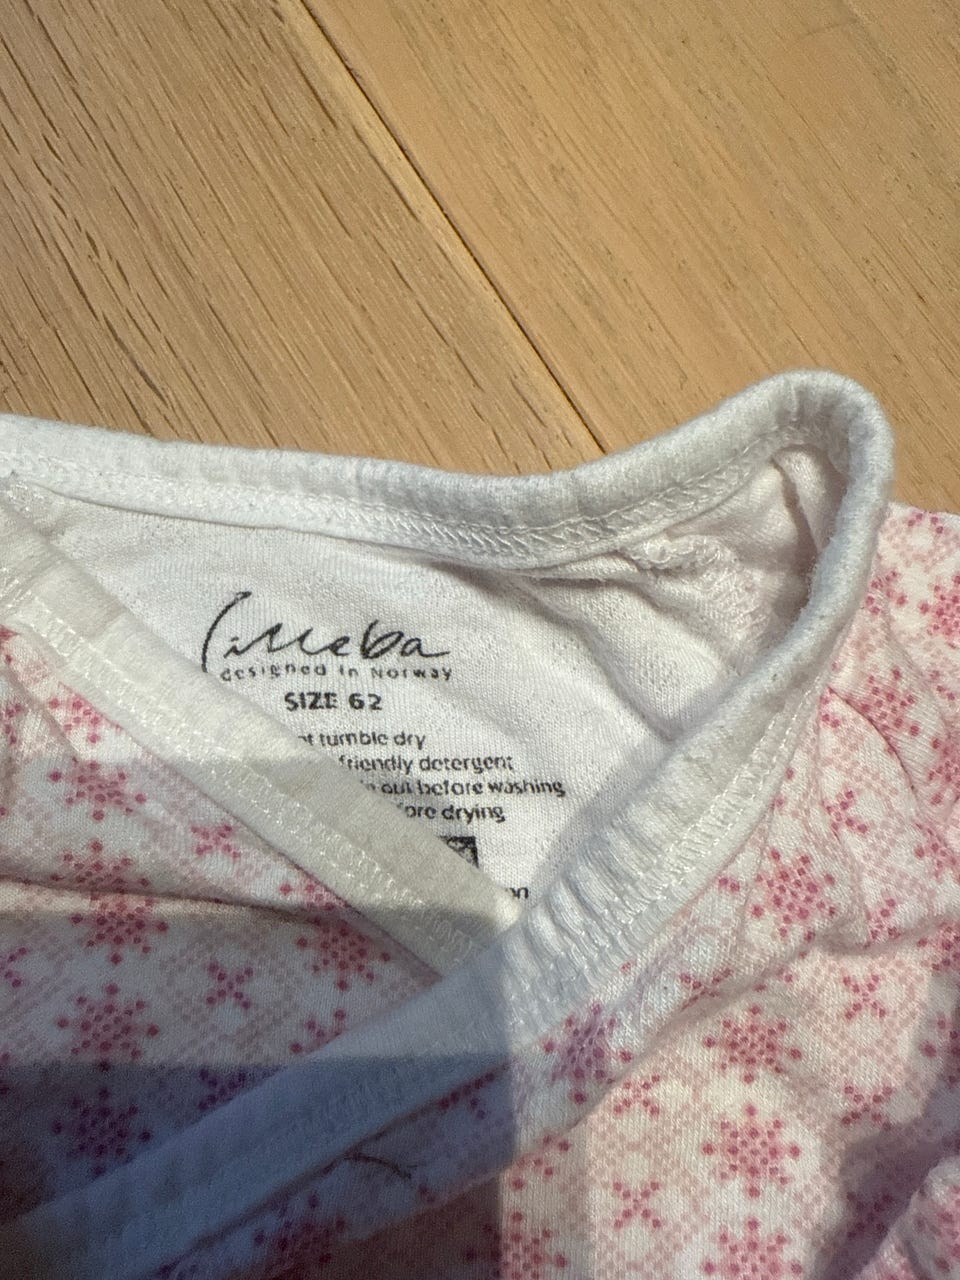 Lilleba
designed in Norway
SIZE 62
tumble dry
friendly detergent
out before washing
drying